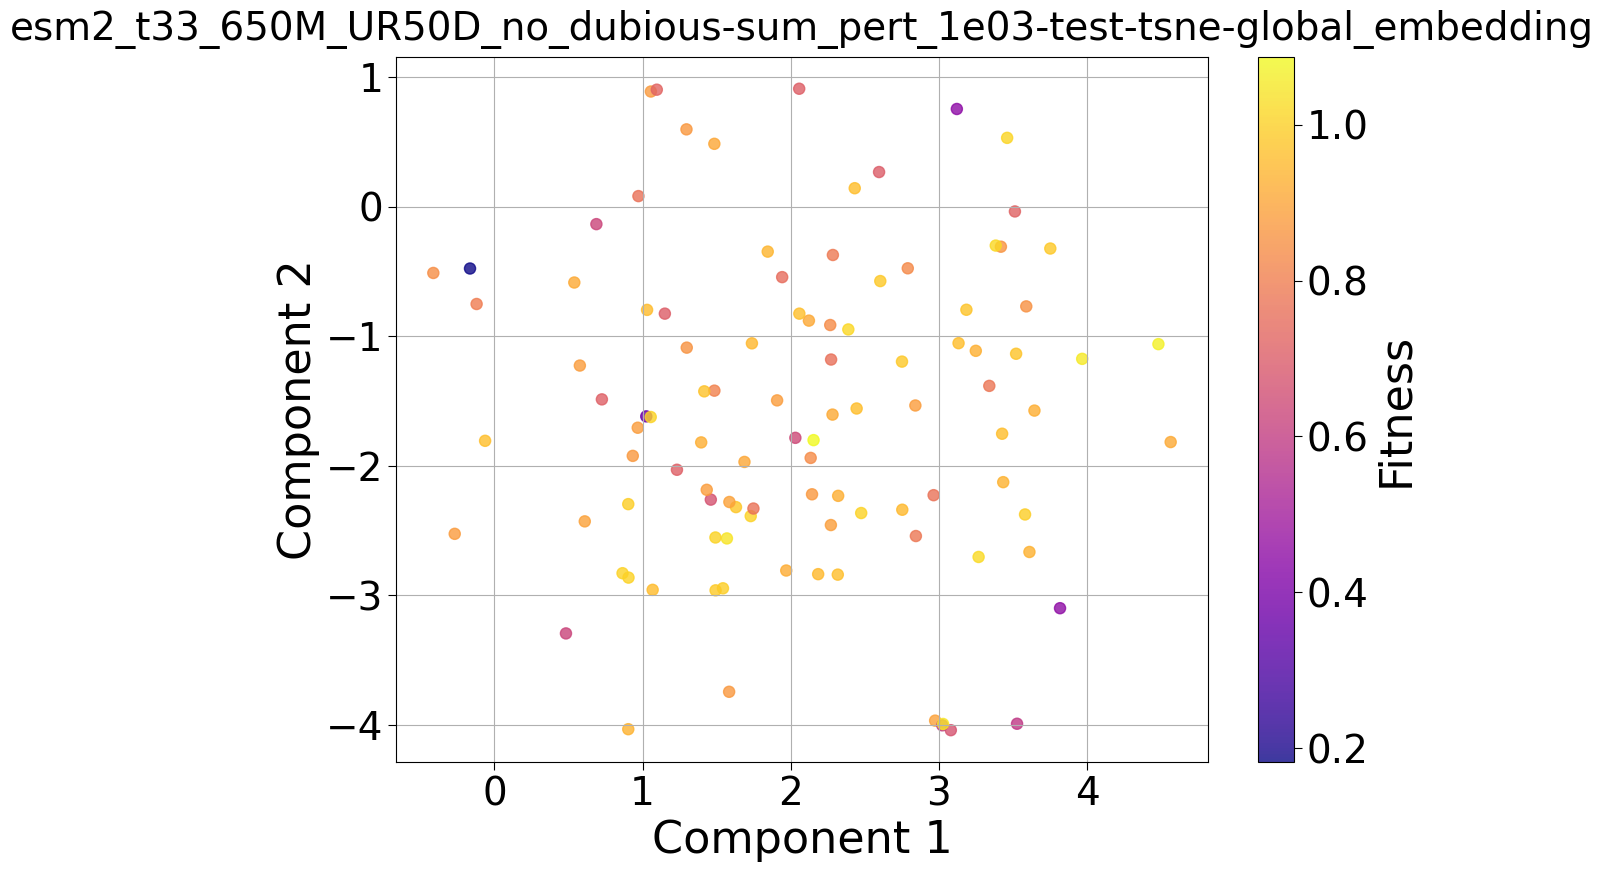 esm2_t33_650M_UR50D_no_dubious-sum_pert_1e03-test-tsne-global_embedding
1
0
−1
−2
−3
−4
Component 2
0 1 2 3 4
Component 1
1.0
0.8
0.6
0.4
0.2
Fitness